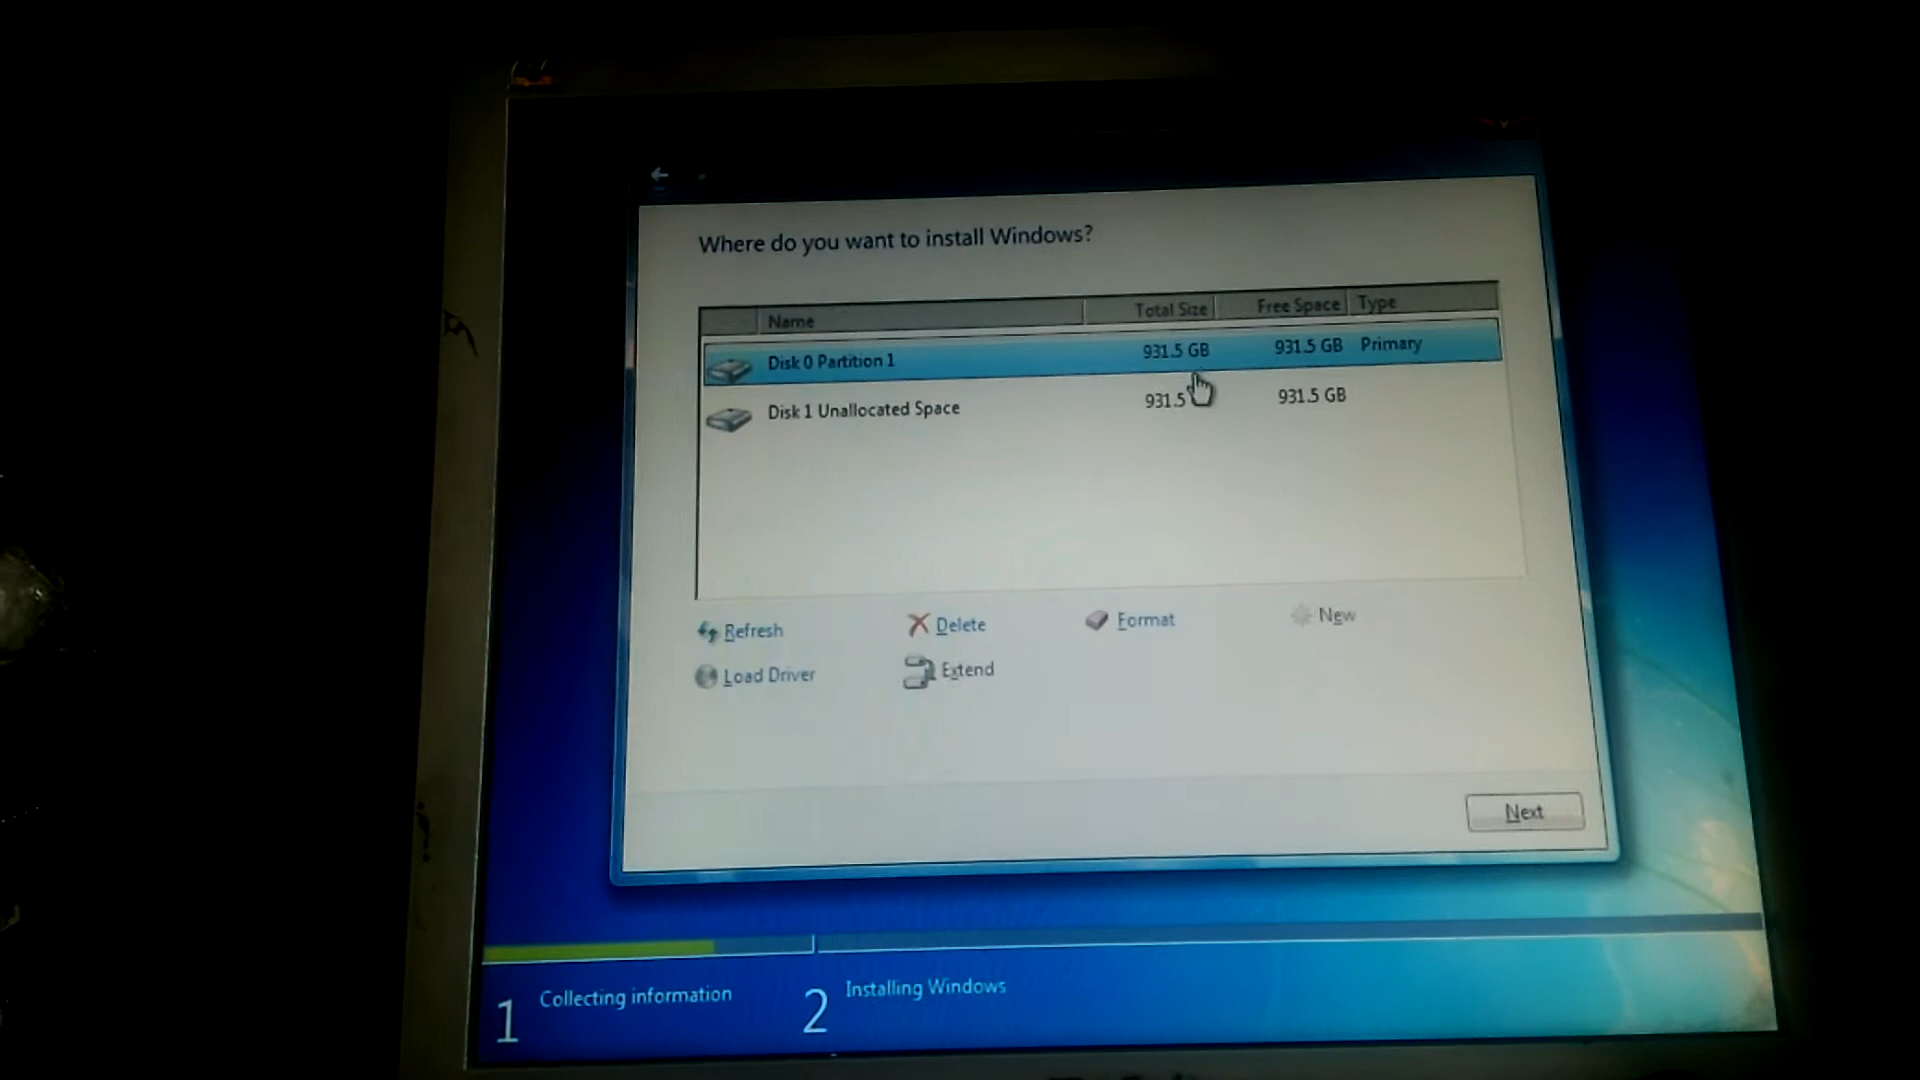 Where do you want to install Windows?
Name Total Size Free Space Type
Disk 0 Partition 1 931.5 GB 931.5 GB Primary
Disk 1 Unallocated Space 931.5 931.5 GB
Refresh Delete Format New
Load Driver Extend
Next
1 Collecting information 2 Installing Windows